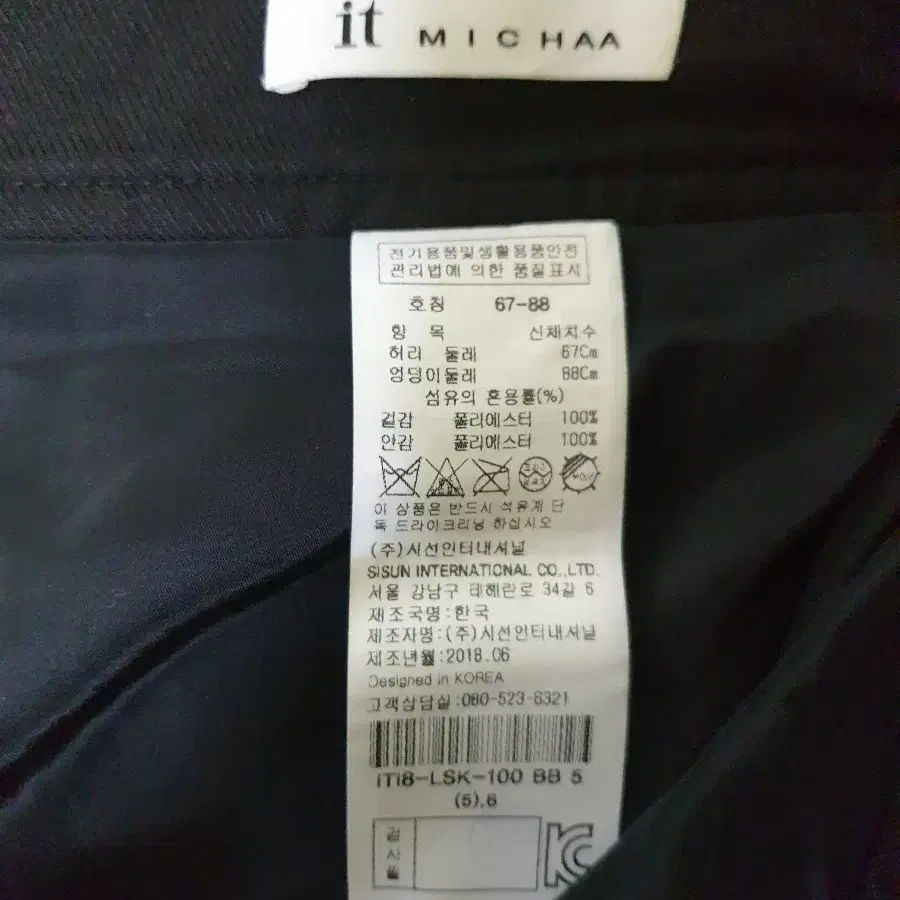 it MICHAA
전기용품및생활용품안전
관리법에 의한 품질표시
호칭 67-88
항 목 신체치수
허리 둘레 67Cm
엉덩이둘레 88Cm
섬유의 혼용률(%)
겉감 폴리에스터 100%
안감 폴리에스터 100%
이 상품은 반드시 석유계 단
독 드라이크리닝 하십시오
(주)시선인터내셔널
SISUN INTERNATIONAL CO.,LTD.
서울 강남구 테헤란로 34길 6
제조국명:한국
제조자명:(주)시선인터내셔널
제조년월:2018.06
Designed in KOREA
고객상담실:080-523-6321
iTI8-LSK-100 BB 5
(5),6
검사필
KC